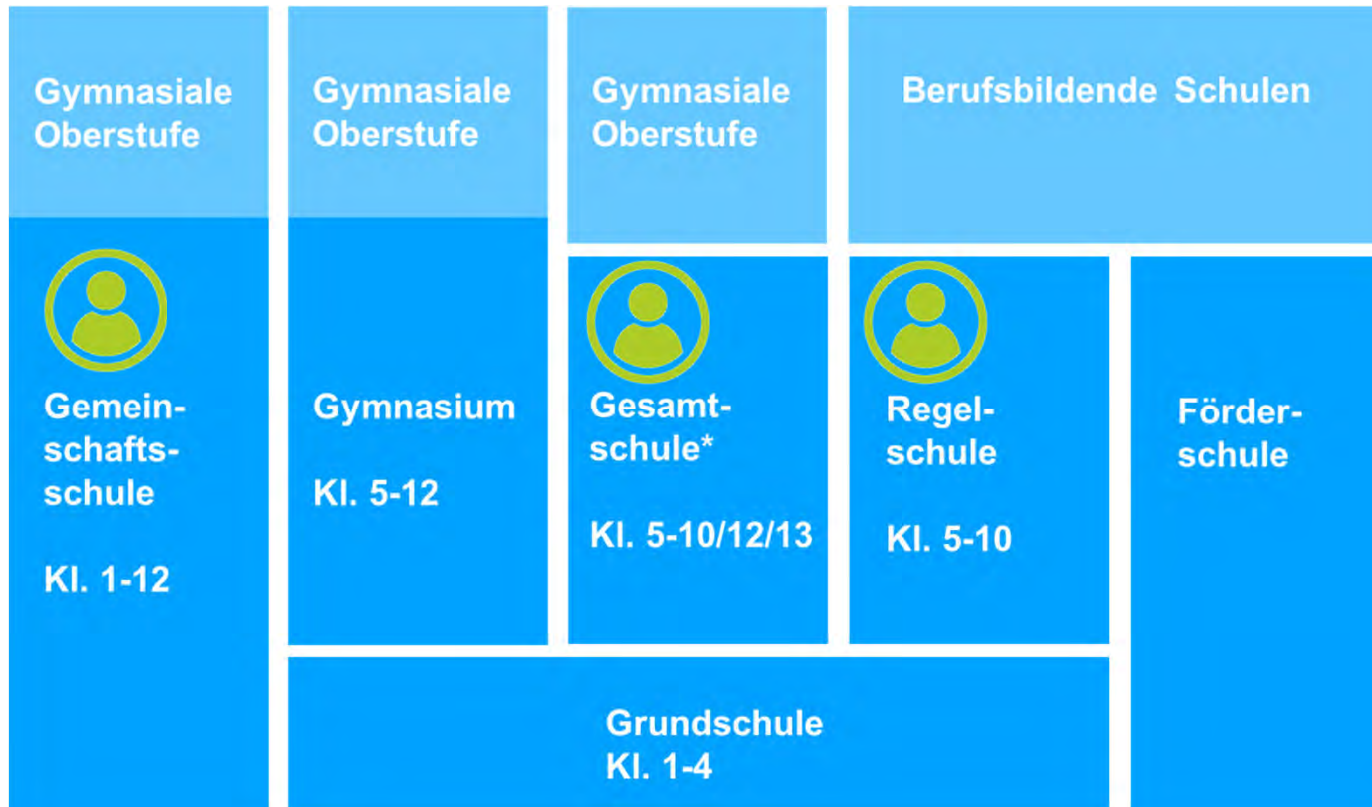 Gymnasiale
Oberstufe
Gymnasiale
Oberstufe
Gymnasiale
Oberstufe
Berufsbildende Schulen
Gemein-
schafts-
schule
Kl. 1-12
Gymnasium
Kl. 5-12
Gesamt-
schule*
Kl. 5-10/12/13
Regel-
schule
Kl. 5-10
Förder-
schule
Grundschule
Kl. 1-4